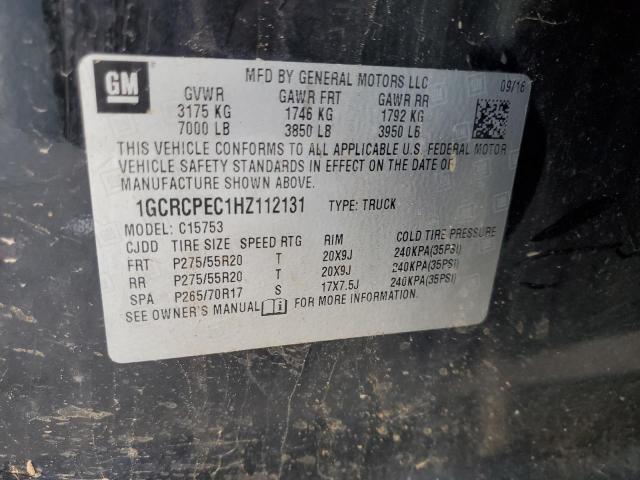 GM
MFD BY GENERAL MOTORS LLC 09/16
GVWR GAWR FRT GAWR RR
3175 KG 1746 KG 1792 KG
7000 LB 3850 LB 3950 LB
THIS VEHICLE CONFORMS TO ALL APPLICABLE U.S. FEDERAL MOTOR
VEHICLE SAFETY STANDARDS IN EFFECT ON THE DATE OF
MANUFACTURE SHOWN ABOVE.
1GCRCPEC1HZ112131 TYPE: TRUCK
MODEL: C15753
CJDD TIRE SIZE SPEED RTG RIM COLD TIRE PRESSURE
FRT P275/55R20 T 20X9J 240KPA(35PSI)
RR P275/55R20 T 20X9J 240KPA(35PSI)
SPA P265/70R17 S 17X7.5J 240KPA(35PSI)
SEE OWNER'S MANUAL FOR MORE INFORMATION.